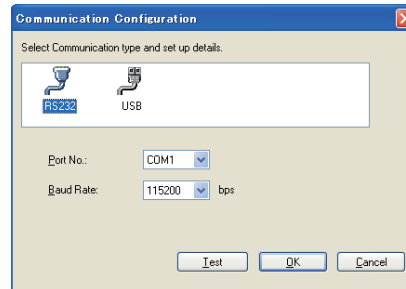 Communication Configuration
Select Communication type and set up details.
RS232 USB
Port No.: COM1
Baud Rate: 115200 bps
Test OK Cancel